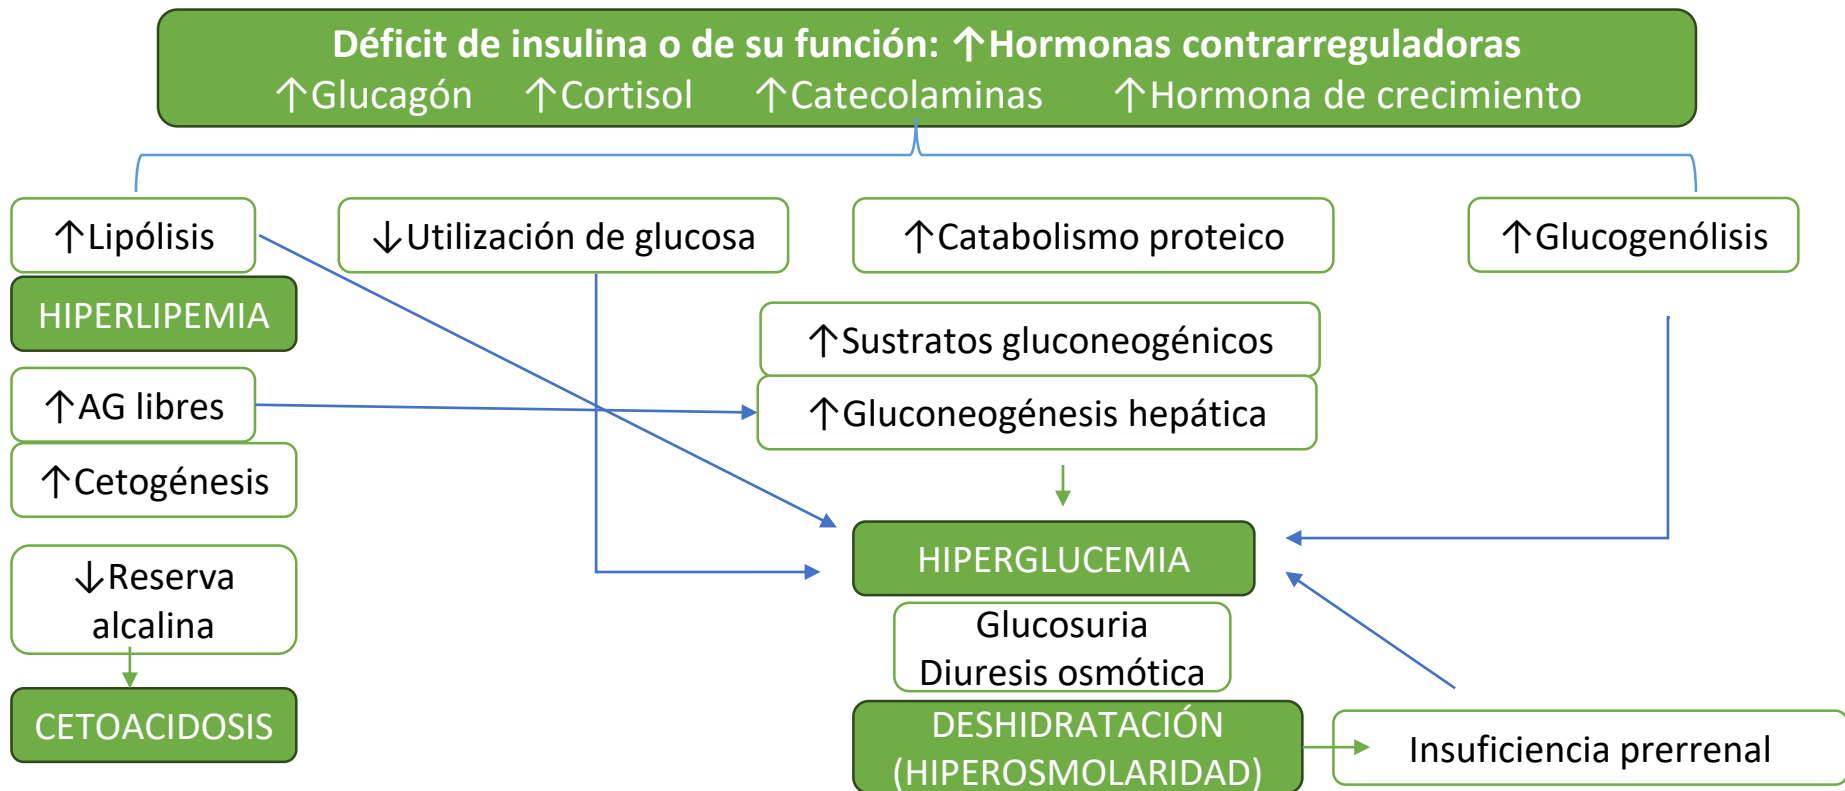 Déficit de insulina o de su función: ↑Hormonas contrarreguladoras
↑Glucagón ↑Cortisol ↑Catecolaminas ↑Hormona de crecimiento
↑Lipólisis
↓Utilización de glucosa
↑Catabolismo proteico
↑Glucogenólisis
HIPERLIPEMIA
↑Sustratos gluconeogénicos
↑AG libres
↑Gluconeogénesis hepática
↑Cetogénesis
↓Reserva
alcalina
HIPERGLUCEMIA
Glucosuria
Diuresis osmótica
CETOACIDOSIS
DESHIDRATACIÓN
(HIPEROSMOLARIDAD)
Insuficiencia prerrenal